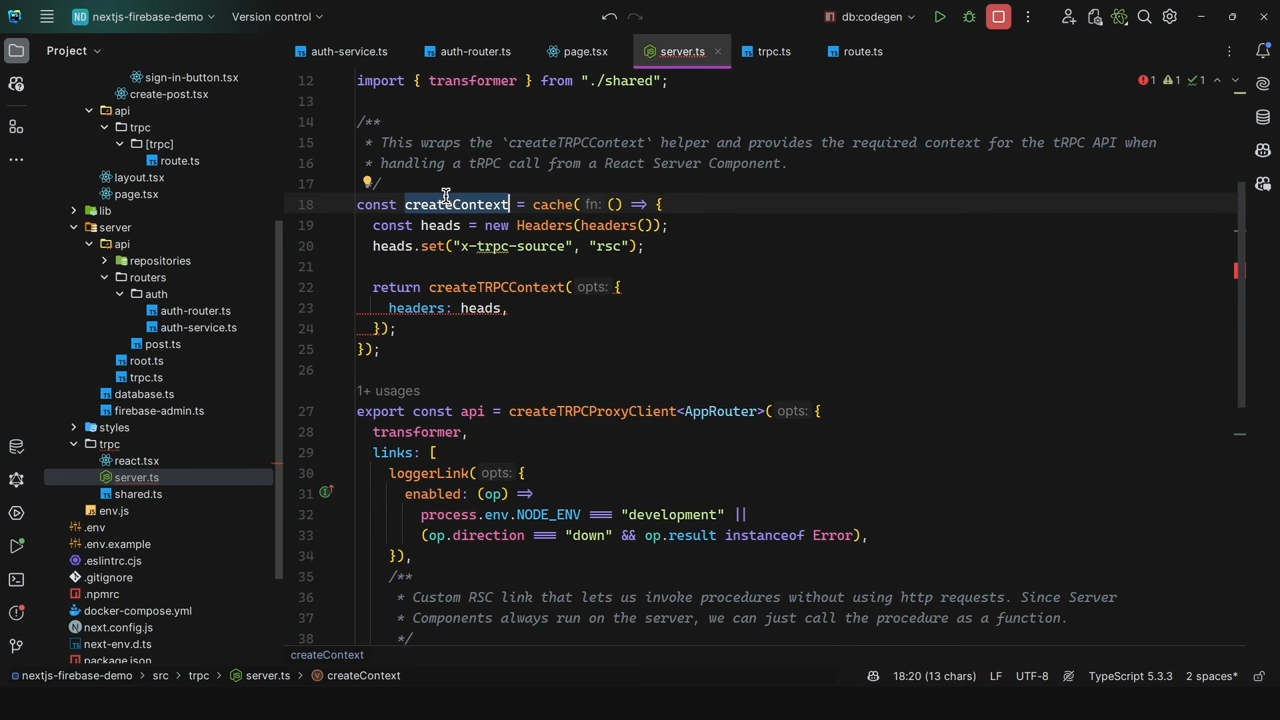 ND nextjs-firebase-demo Version control db:codegen
Project
auth-service.ts auth-router.ts page.tsx server.ts trpc.ts route.ts
sign-in-button.tsx
create-post.tsx
api
trpc
[trpc]
route.ts
layout.tsx
page.tsx
lib
server
api
repositories
routers
auth
auth-router.ts
auth-service.ts
post.ts
root.ts
trpc.ts
database.ts
firebase-admin.ts
styles
trpc
react.tsx
server.ts
shared.ts
env.js
.env
.env.example
.eslintrc.cjs
.gitignore
.npmrc
docker-compose.yml
next.config.js
next-env.d.ts
package.json
1 1 1
12 import { transformer } from "./shared";
13
14 /**
15 * This wraps the `createTRPCContext` helper and provides the required context for the tRPC API when
16 * handling a tRPC call from a React Server Component.
17 */
18 const createContext = cache( fn: () => {
19 const heads = new Headers(headers());
20 heads.set("x-trpc-source", "rsc");
21
22 return createTRPCContext( opts: {
23 headers: heads,
24 });
25 });
26
1+ usages
27 export const api = createTRPCProxyClient<AppRouter>( opts: {
28 transformer,
29 links: [
30 loggerLink( opts: {
31 enabled: (op) =>
32 process.env.NODE_ENV === "development" ||
33 (op.direction === "down" && op.result instanceof Error),
34 }),
35 /**
36 * Custom RSC link that lets us invoke procedures without using http requests. Since Server
37 * Components always run on the server, we can just call the procedure as a function.
38 */
createContext
nextjs-firebase-demo > src > trpc > server.ts > createContext 18:20 (13 chars) LF UTF-8 TypeScript 5.3.3 2 spaces*